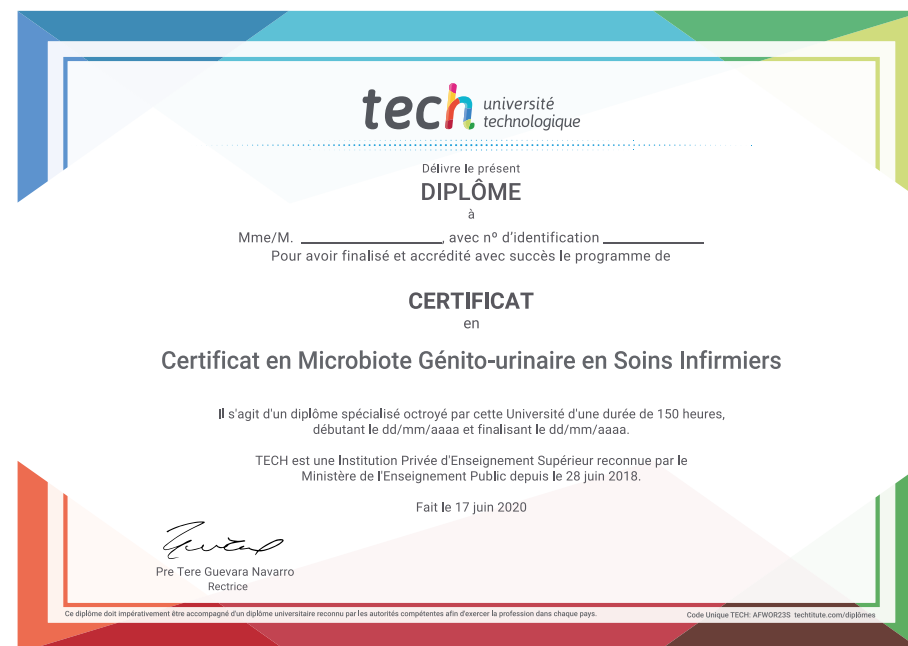 tech université
technologique
Délivre le présent
DIPLÔME
à
Mme/M. ____________, avec nº d'identification ____________
Pour avoir finalisé et accrédité avec succès le programme de
CERTIFICAT
en
Certificat en Microbiote Génito-urinaire en Soins Infirmiers
Il s'agit d'un diplôme spécialisé octroyé par cette Université d'une durée de 150 heures,
débutant le dd/mm/aaaa et finalisant le dd/mm/aaaa.
TECH est une Institution Privée d'Enseignement Supérieur reconnue par le
Ministère de l'Enseignement Public depuis le 28 juin 2018.
Fait le 17 juin 2020
Pre Tere Guevara Navarro
Rectrice
Ce diplôme doit impérativement être accompagné d'un diplôme universitaire reconnu par les autorités compétentes afin d'exercer la profession dans chaque pays.
Code Unique TECH: AFWOR23S techtitute.com/diplômes